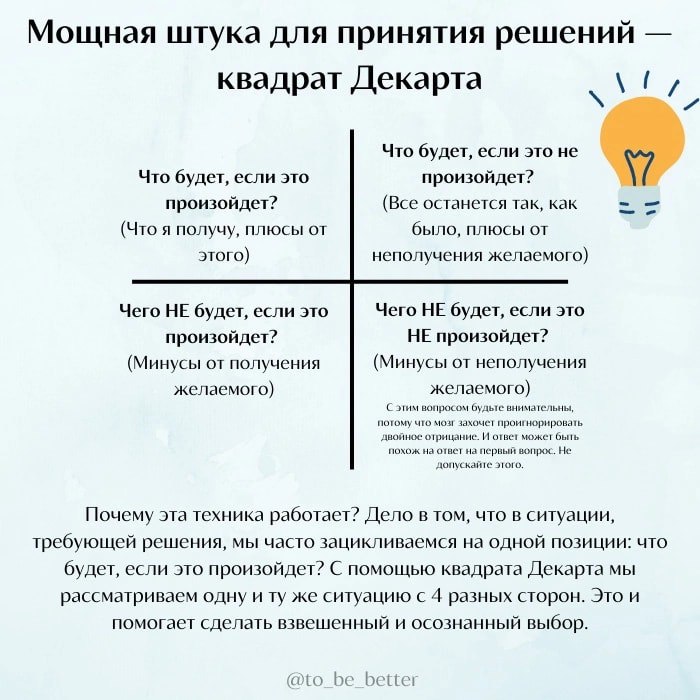 Мощная штука для принятия решений —
квадрат Декарта
Что будет, если это
произойдет?
(Что я получу, плюсы от
этого)
Что будет, если это не
произойдет?
(Все останется так, как
было, плюсы от
неполучения желаемого)
Чего НЕ будет, если это
произойдет?
(Минусы от получения
желаемого)
Чего НЕ будет, если это
НЕ произойдет?
(Минусы от неполучения
желаемого)
С этим вопросом будьте внимательны,
потому что мозг захочет проигнорировать
двойное отрицание. И ответ может быть
похож на ответ на первый вопрос. Не
допускайте этого.
Почему эта техника работает? Дело в том, что в ситуации,
требующей решения, мы часто зацикливаемся на одной позиции: что
будет, если это произойдет? С помощью квадрата Декарта мы
рассматриваем одну и ту же ситуацию с 4 разных сторон. Это и
помогает сделать взвешенный и осознанный выбор.
@to_be_better